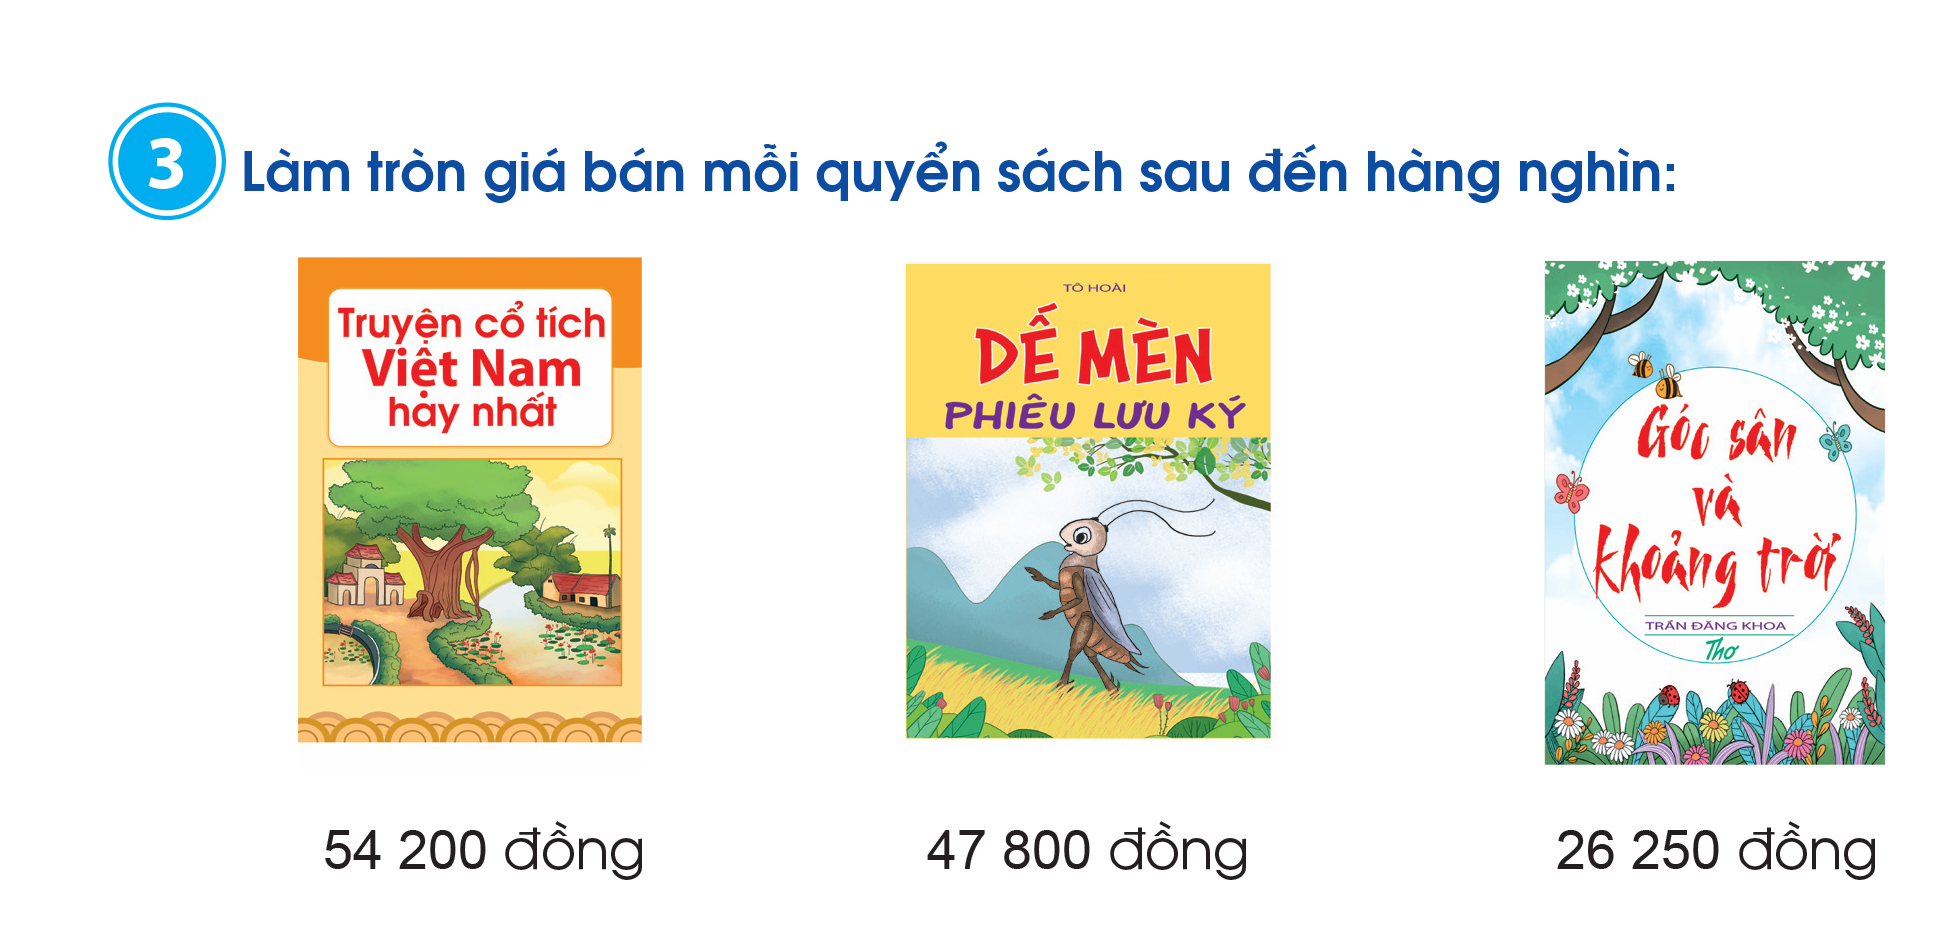 3 Làm tròn giá bán mỗi quyển sách sau đến hàng nghìn:
Truyện cổ tích
Việt Nam
hay nhất
TÔ HOÀI
DẾ MÈN
PHIÊU LƯU KÝ
Góc sân
và
khoảng trời
TRẦN ĐĂNG KHOA
Thơ
54 200 đồng
47 800 đồng
26 250 đồng